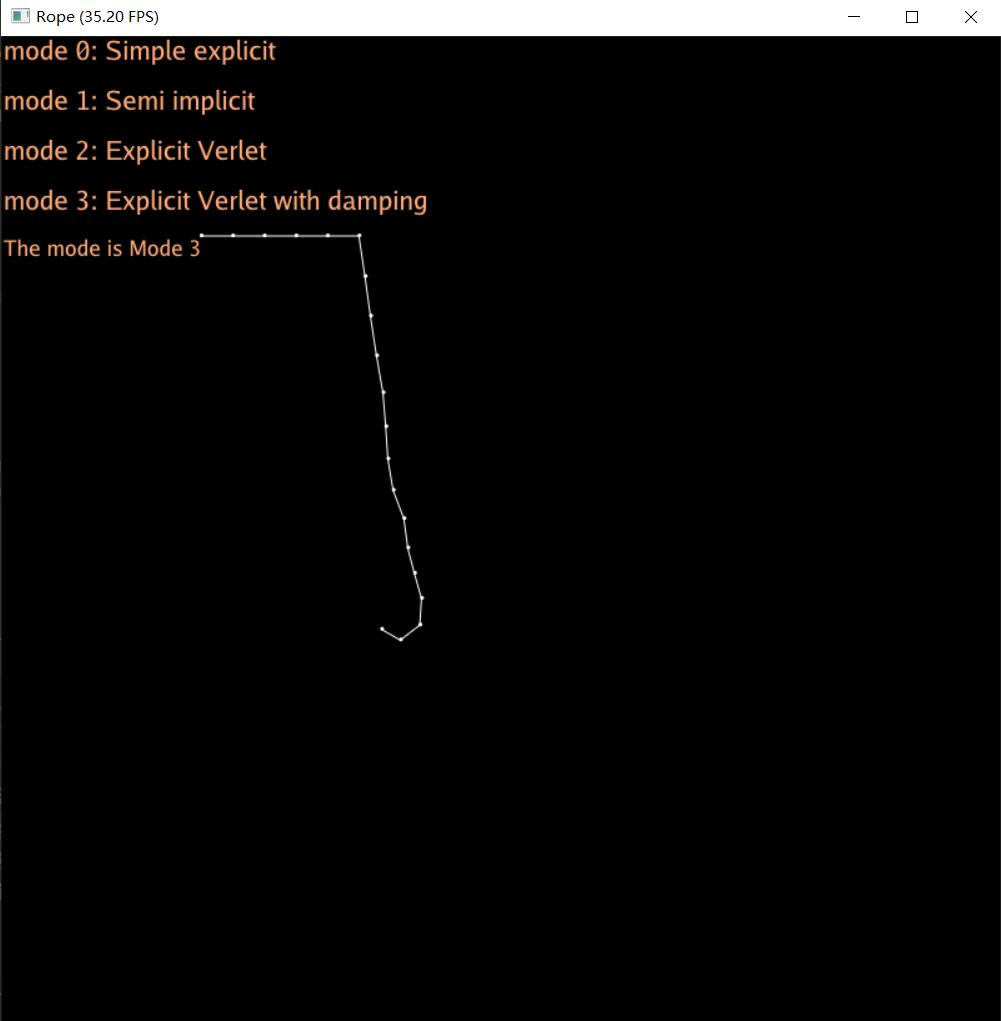 Rope (35.20 FPS)
mode 0: Simple explicit
mode 1: Semi implicit
mode 2: Explicit Verlet
mode 3: Explicit Verlet with damping
The mode is Mode 3